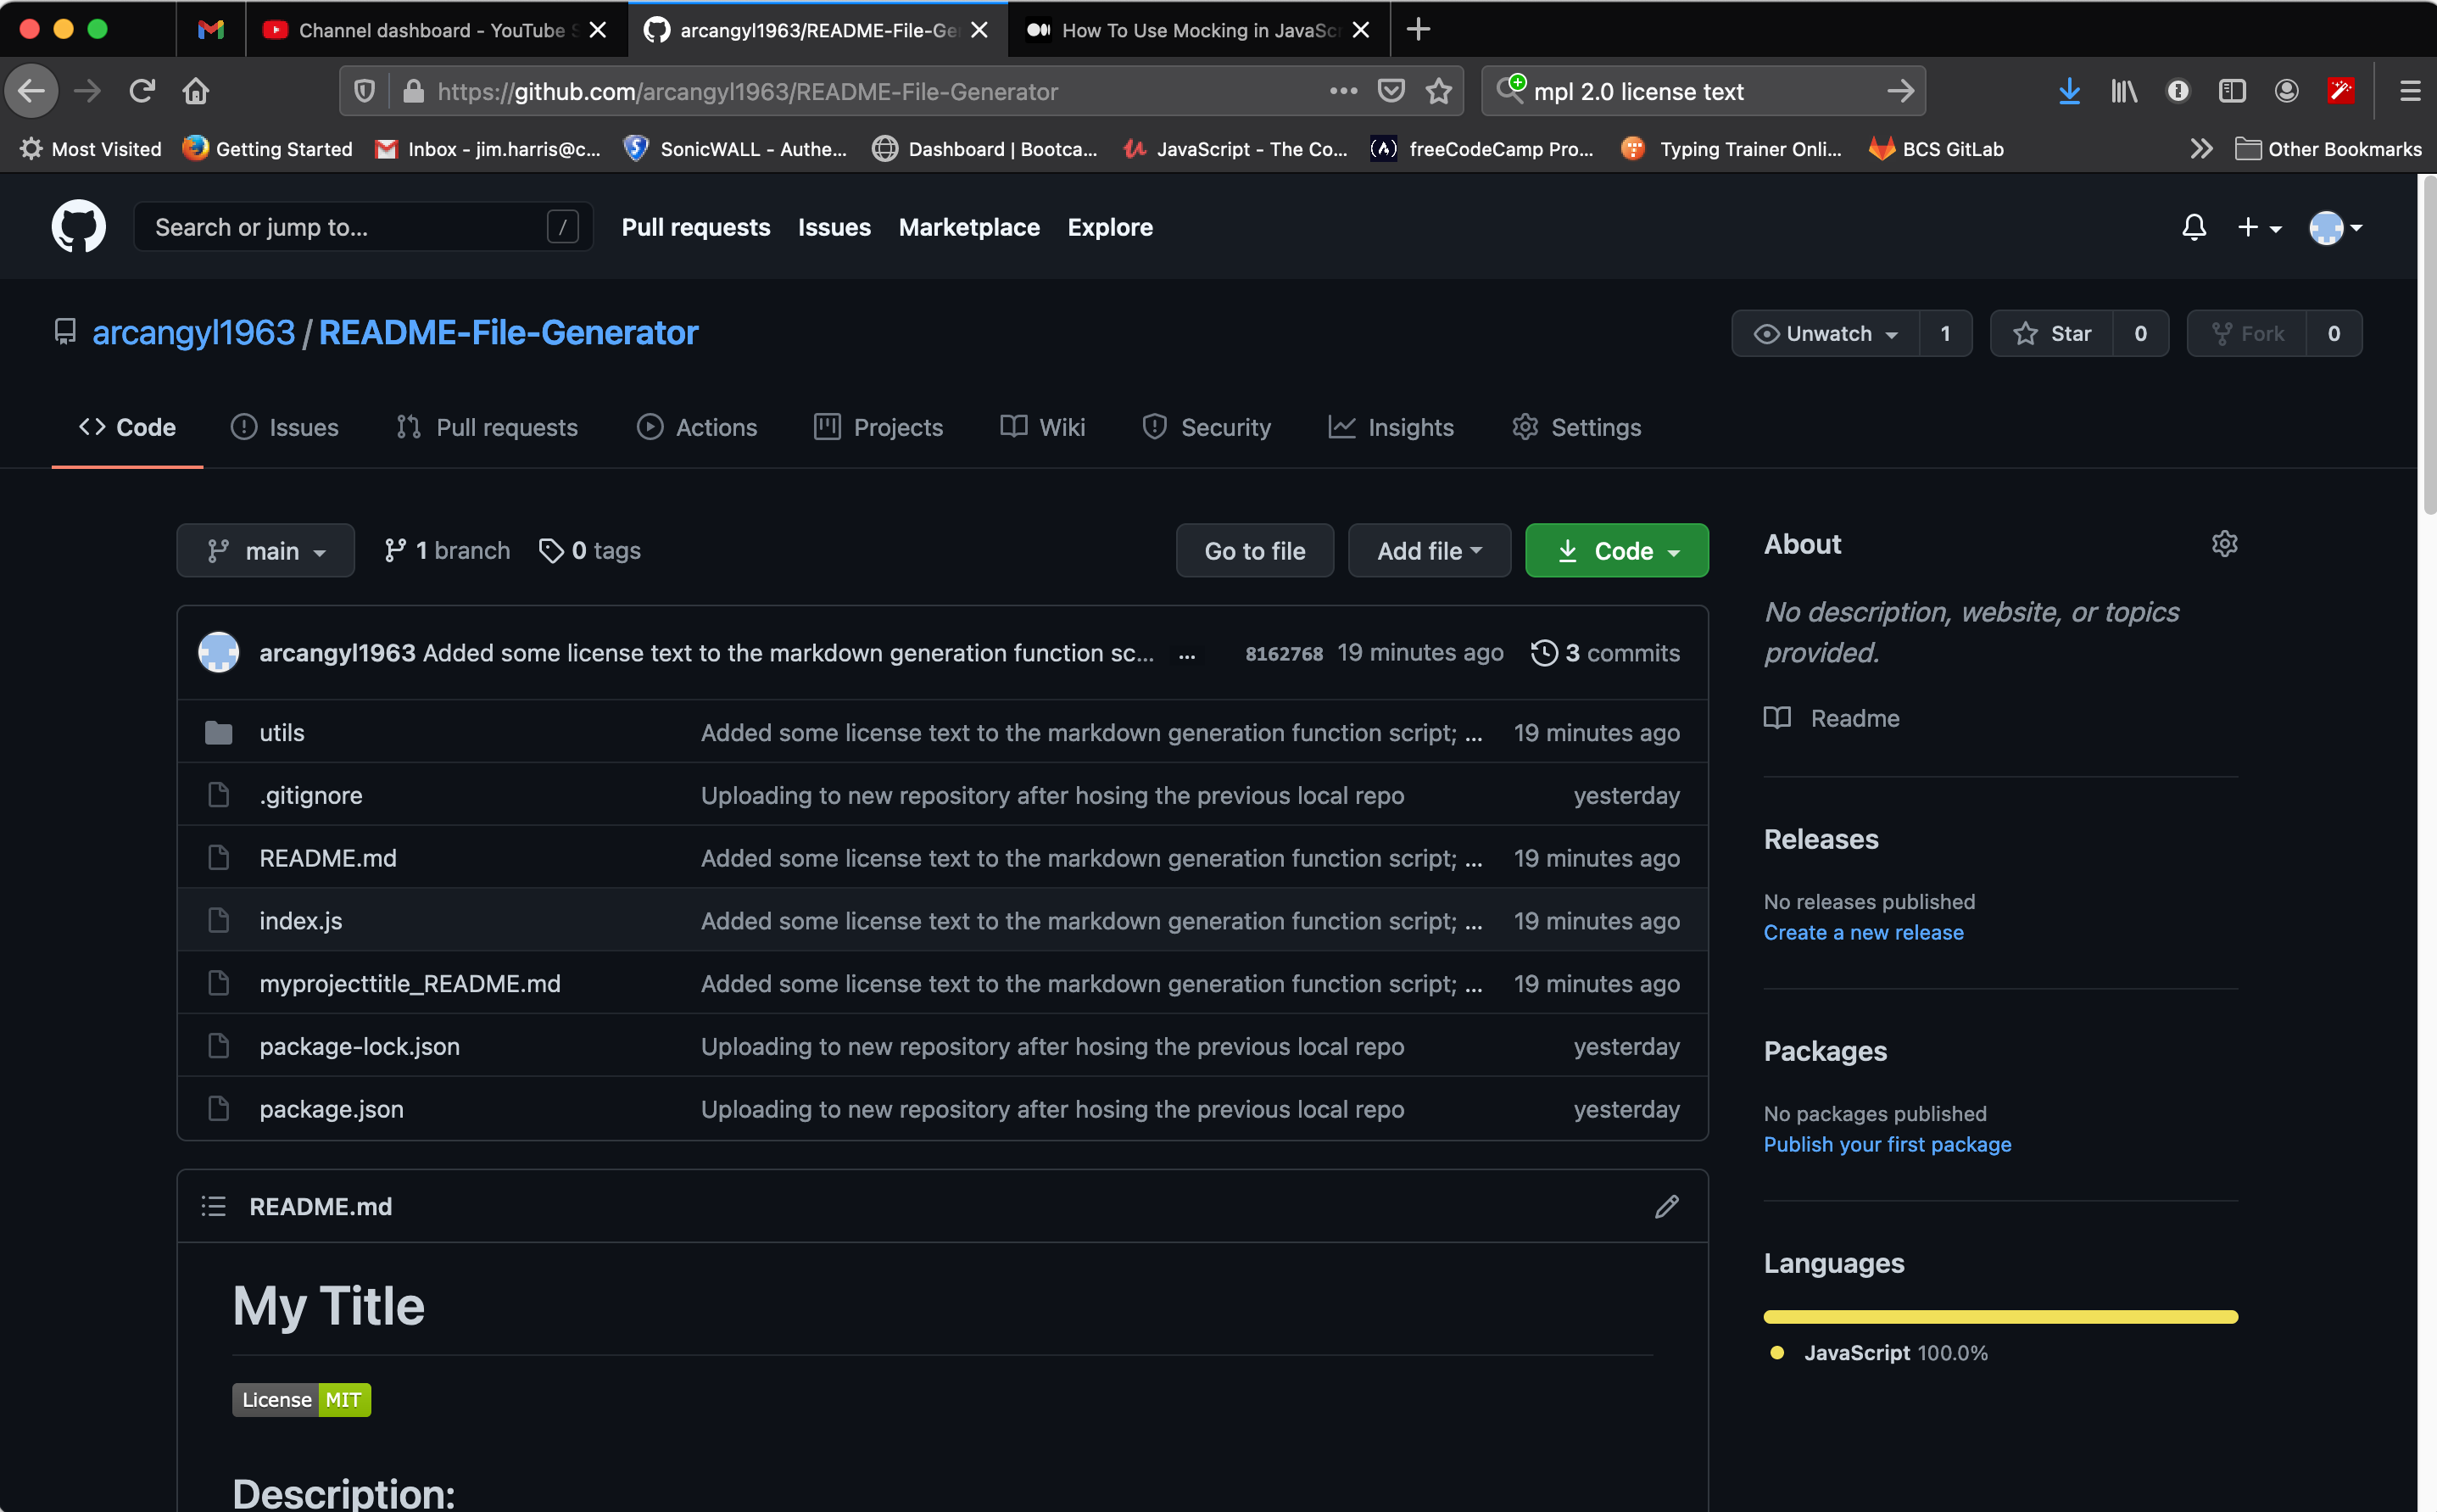 Channel dashboard - YouTube S
arcangyl1963/README-File-Ge
How To Use Mocking in JavaSc
https://github.com/arcangyl1963/README-File-Generator
mpl 2.0 license text
Most Visited
Getting Started
Inbox - jim.harris@c...
SonicWALL - Authe...
Dashboard | Bootca...
JavaScript - The Co...
freeCodeCamp Pro...
Typing Trainer Onli...
BCS GitLab
Other Bookmarks
Search or jump to... /
Pull requests Issues Marketplace Explore
arcangyl1963 / README-File-Generator
Unwatch 1 Star 0 Fork 0
Code Issues Pull requests Actions Projects Wiki Security Insights Settings
main 1 branch 0 tags
Go to file Add file Code
arcangyl1963 Added some license text to the markdown generation function sc... ... 8162768 19 minutes ago 3 commits
utils Added some license text to the markdown generation function script; ... 19 minutes ago
.gitignore Uploading to new repository after hosing the previous local repo yesterday
README.md Added some license text to the markdown generation function script; ... 19 minutes ago
index.js Added some license text to the markdown generation function script; ... 19 minutes ago
myprojecttitle_README.md Added some license text to the markdown generation function script; ... 19 minutes ago
package-lock.json Uploading to new repository after hosing the previous local repo yesterday
package.json Uploading to new repository after hosing the previous local repo yesterday
README.md
My Title
License MIT
Description:
About
No description, website, or topics
provided.
Readme
Releases
No releases published
Create a new release
Packages
No packages published
Publish your first package
Languages
JavaScript 100.0%